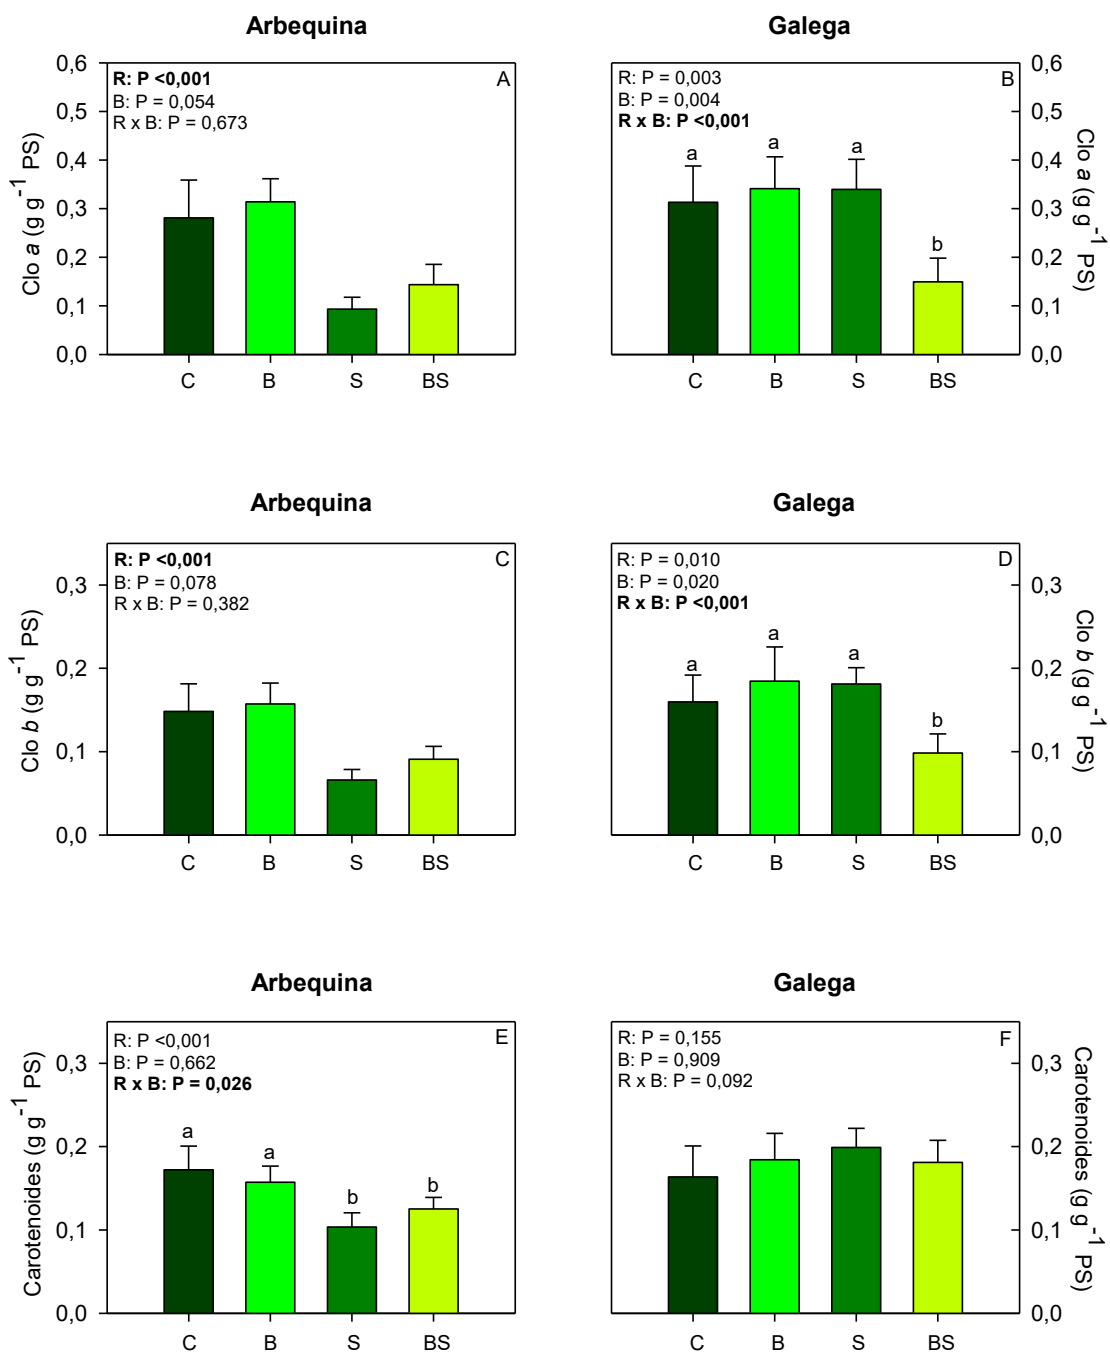 Arbequina
Galega
A
R: P <0,001
B: P = 0,054
R x B: P = 0,673
Clo a (g g-1 PS)
0,6
0,5
0,4
0,3
0,2
0,1
0,0
C B S BS
B
R: P = 0,003
B: P = 0,004
R x B: P <0,001
a a a b
0,6
0,5
0,4
0,3
0,2
0,1
0,0
Clo a (g g-1 PS)
C B S BS
Arbequina
Galega
C
R: P <0,001
B: P = 0,078
R x B: P = 0,382
Clo b (g g-1 PS)
0,3
0,2
0,1
0,0
C B S BS
D
R: P = 0,010
B: P = 0,020
R x B: P <0,001
a a a b
0,3
0,2
0,1
0,0
Clo b (g g-1 PS)
C B S BS
Arbequina
Galega
E
R: P <0,001
B: P = 0,662
R x B: P = 0,026
a a b b
Carotenoides (g g-1 PS)
0,3
0,2
0,1
0,0
C B S BS
F
R: P = 0,155
B: P = 0,909
R x B: P = 0,092
0,3
0,2
0,1
0,0
Carotenoides (g g-1 PS)
C B S BS